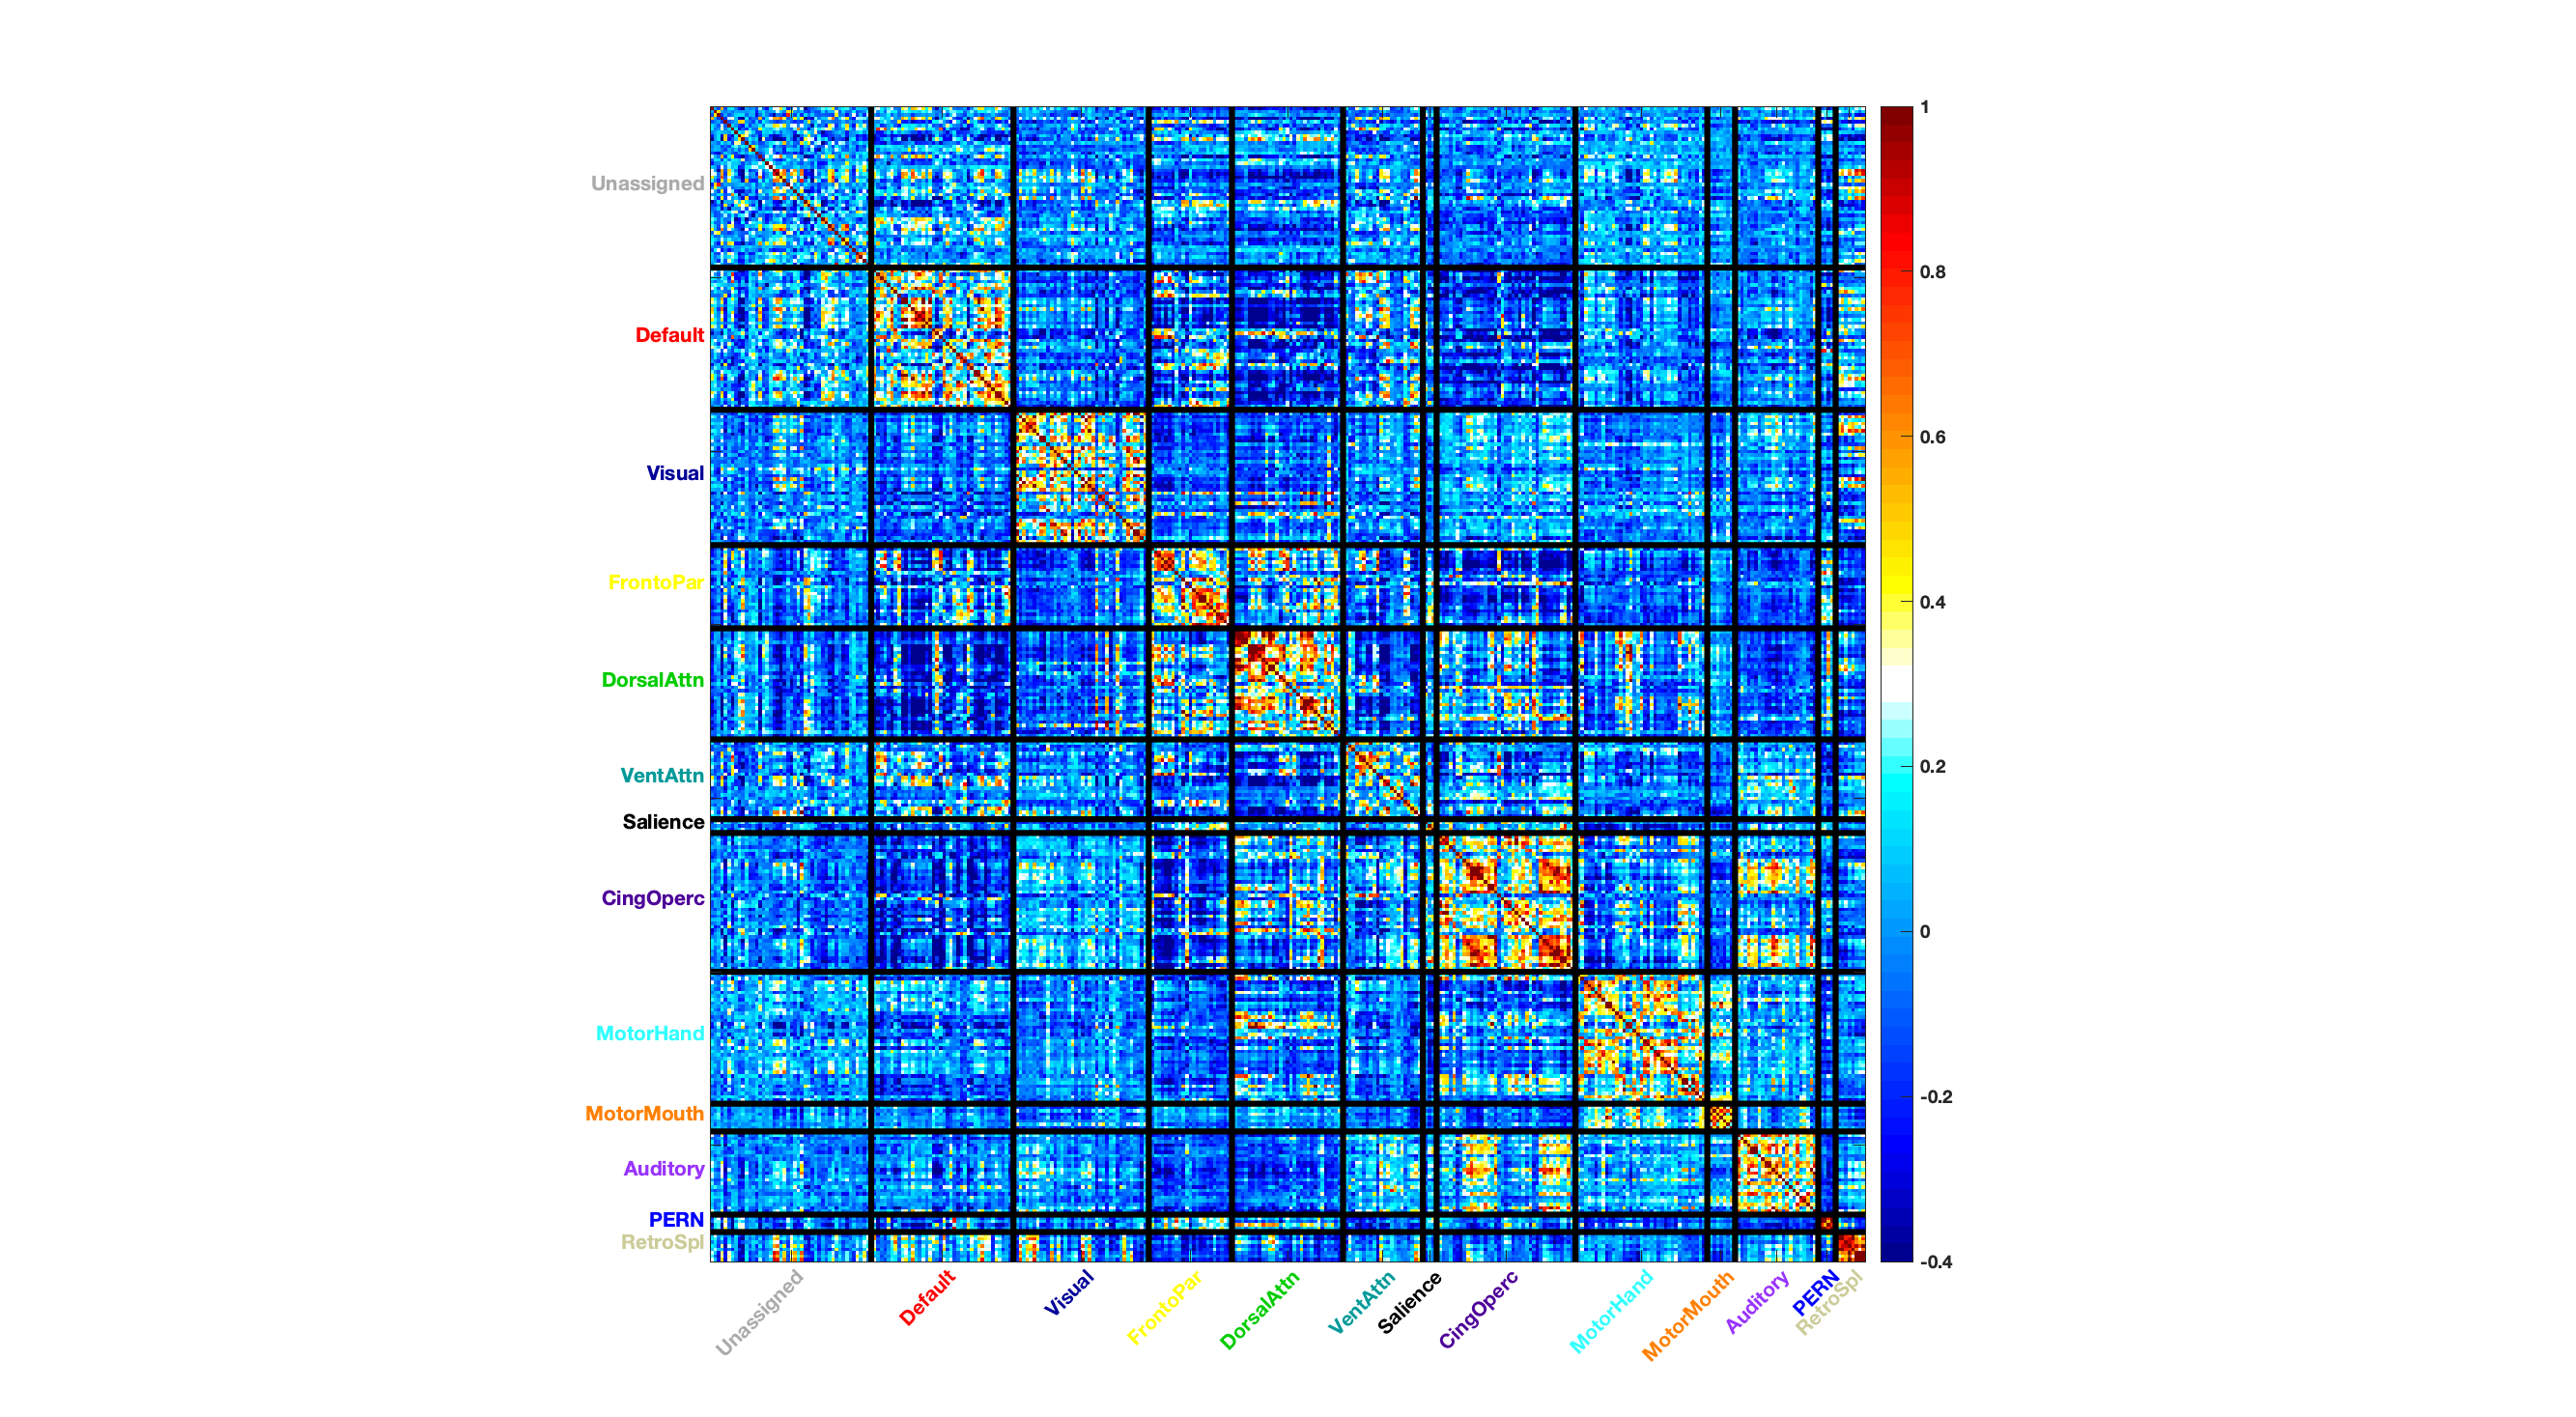 Unassigned
Default
Visual
FrontoPar
DorsalAttn
VentAttn
Salience
CingOperc
MotorHand
MotorMouth
Auditory
PERN
RetroSpl
Unassigned
Default
Visual
FrontoPar
DorsalAttn
VentAttn
Salience
CingOperc
MotorHand
MotorMouth
Auditory
PERN
RetroSpl
1
0.8
0.6
0.4
0.2
0
-0.2
-0.4